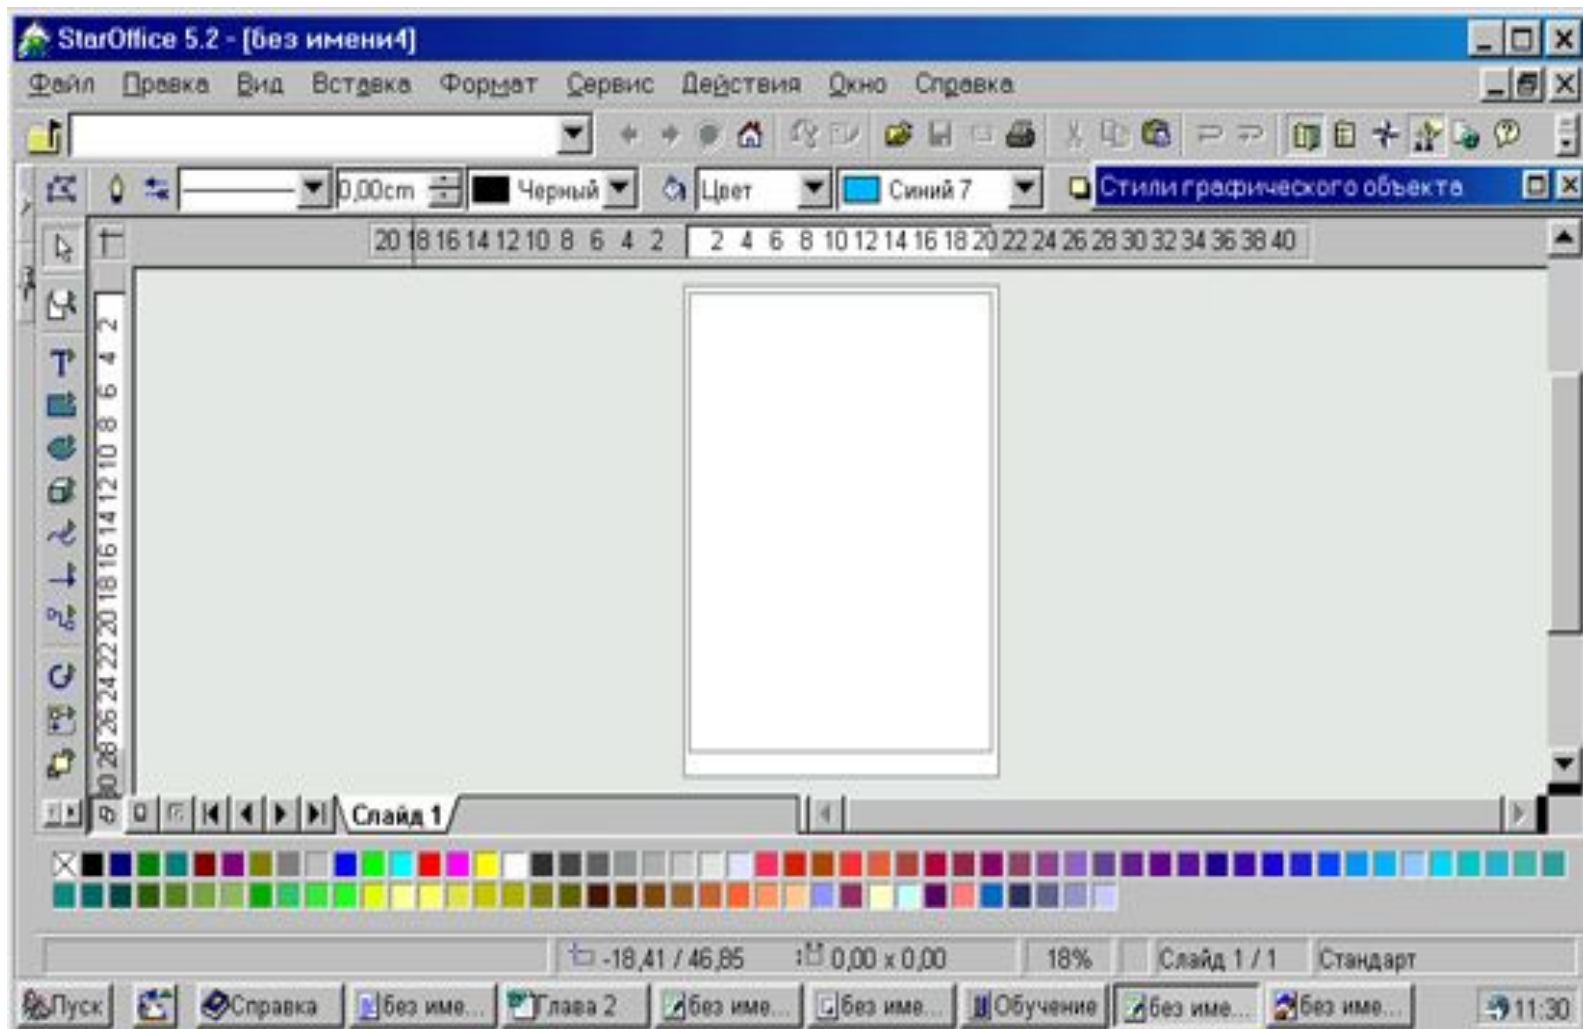 StarOffice 5.2 - [без имени4]
Файл Правка Вид Вставка Формат Сервис Действия Окно Справка
0,00cm Черный Цвет Синий 7 Стили графического объекта
20 18 16 14 12 10 8 6 4 2 2 4 6 8 10 12 14 16 18 20 22 24 26 28 30 32 34 36 38 40
2 4 6 8 10 12 14 16 18 20 22 24 26 28 30
Слайд 1
-18,41 / 46,85 0,00 x 0,00 18% Слайд 1 / 1 Стандарт
Пуск Справка без име... Глава 2 без име... без име... Обучение без име... без име... 11:30